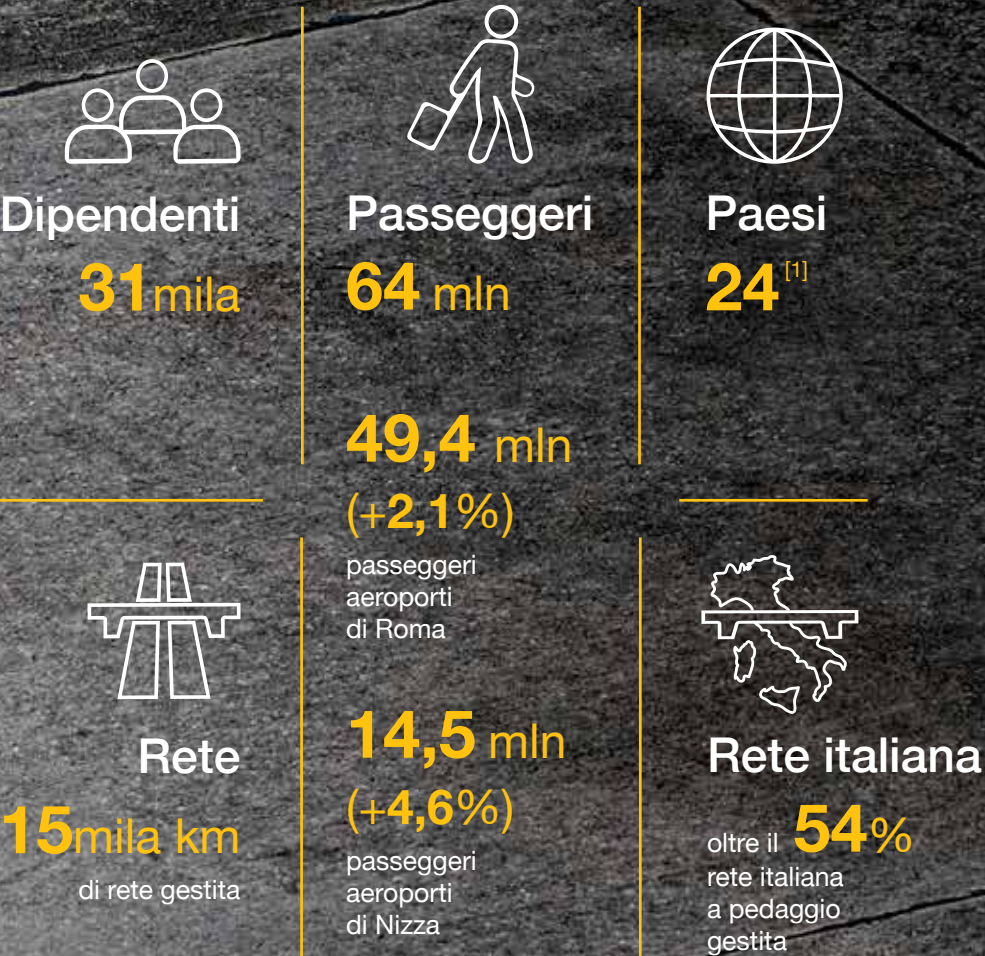 Dipendenti
31mila
Passeggeri
64 mln
49,4 mln
(+2,1%)
passeggeri
aeroporti
di Roma
14,5 mln
(+4,6%)
passeggeri
aeroporti
di Nizza
Paesi
24[1]
Rete
15mila km
di rete gestita
Rete italiana
oltre il 54%
rete italiana
a pedaggio
gestita